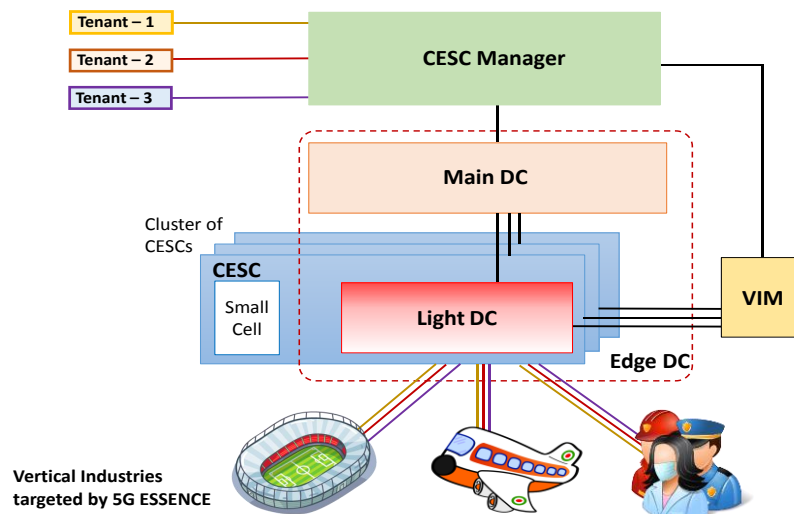 Tenant – 1
Tenant – 2
Tenant – 3
CESC Manager
Main DC
Cluster of
CESCs
CESC
Small
Cell
Light DC
VIM
Edge DC
Vertical Industries
targeted by 5G ESSENCE